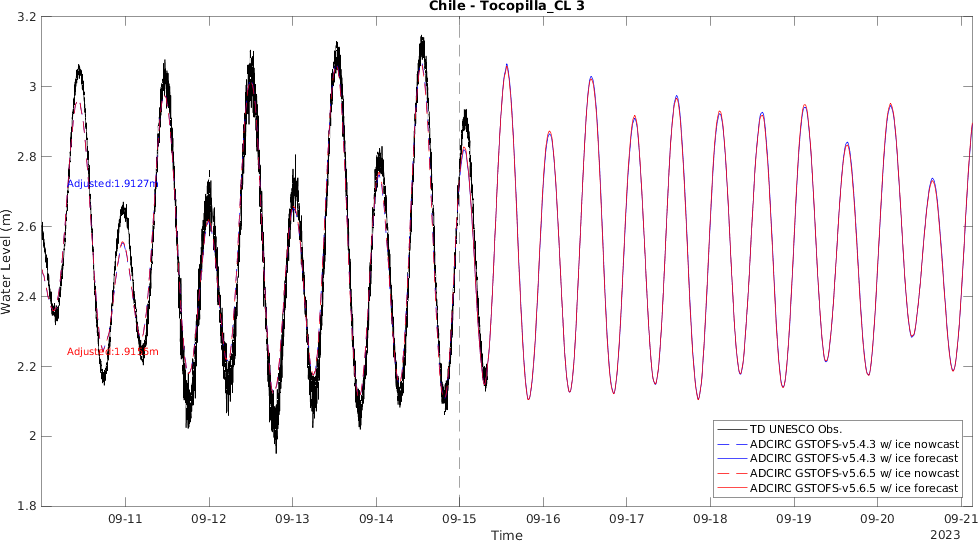 Chile - Tocopilla_CL 3
3.2
3
2.8
2.6
2.4
2.2
2
1.8
Water Level (m)
Adjusted:1.9127m
09-11
09-12
09-13
09-14
09-15
09-16
09-17
09-18
09-19
09-20
09-21
2023
Time
TD UNESCO Obs.
ADCIRC GSTOFS-v5.4.3 w/ ice nowcast
ADCIRC GSTOFS-v5.4.3 w/ ice forecast
ADCIRC GSTOFS-v5.6.5 w/ ice nowcast
ADCIRC GSTOFS-v5.6.5 w/ ice forecast